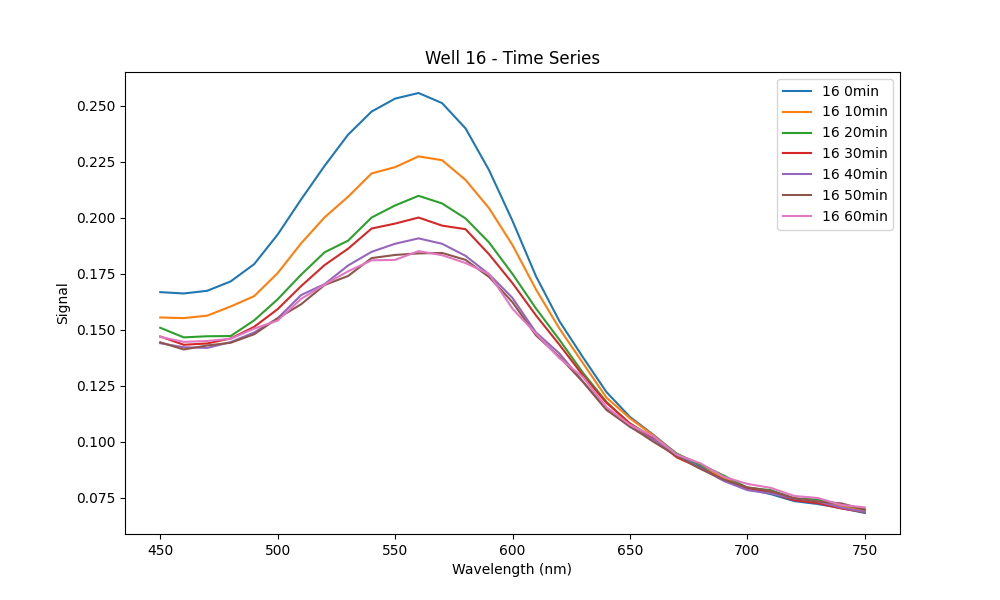 Well 16 - Time Series
Signal
0.250
0.225
0.200
0.175
0.150
0.125
0.100
0.075
16 0min
16 10min
16 20min
16 30min
16 40min
16 50min
16 60min
450 500 550 600 650 700 750
Wavelength (nm)